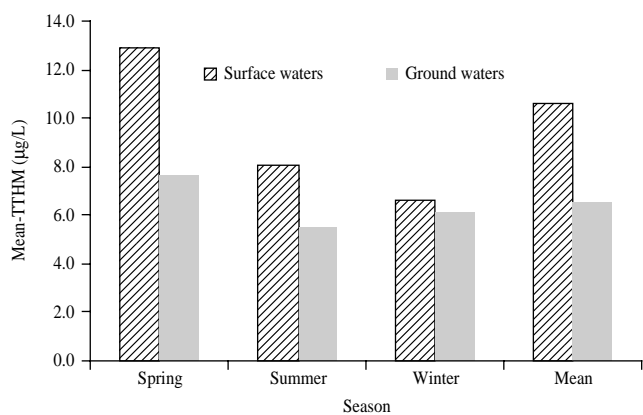 14.0
12.0
10.0
8.0
6.0
4.0
2.0
0.0
Mean-TTHM (µg/L)
Surface waters Ground waters
Spring Summer Winter Mean
Season